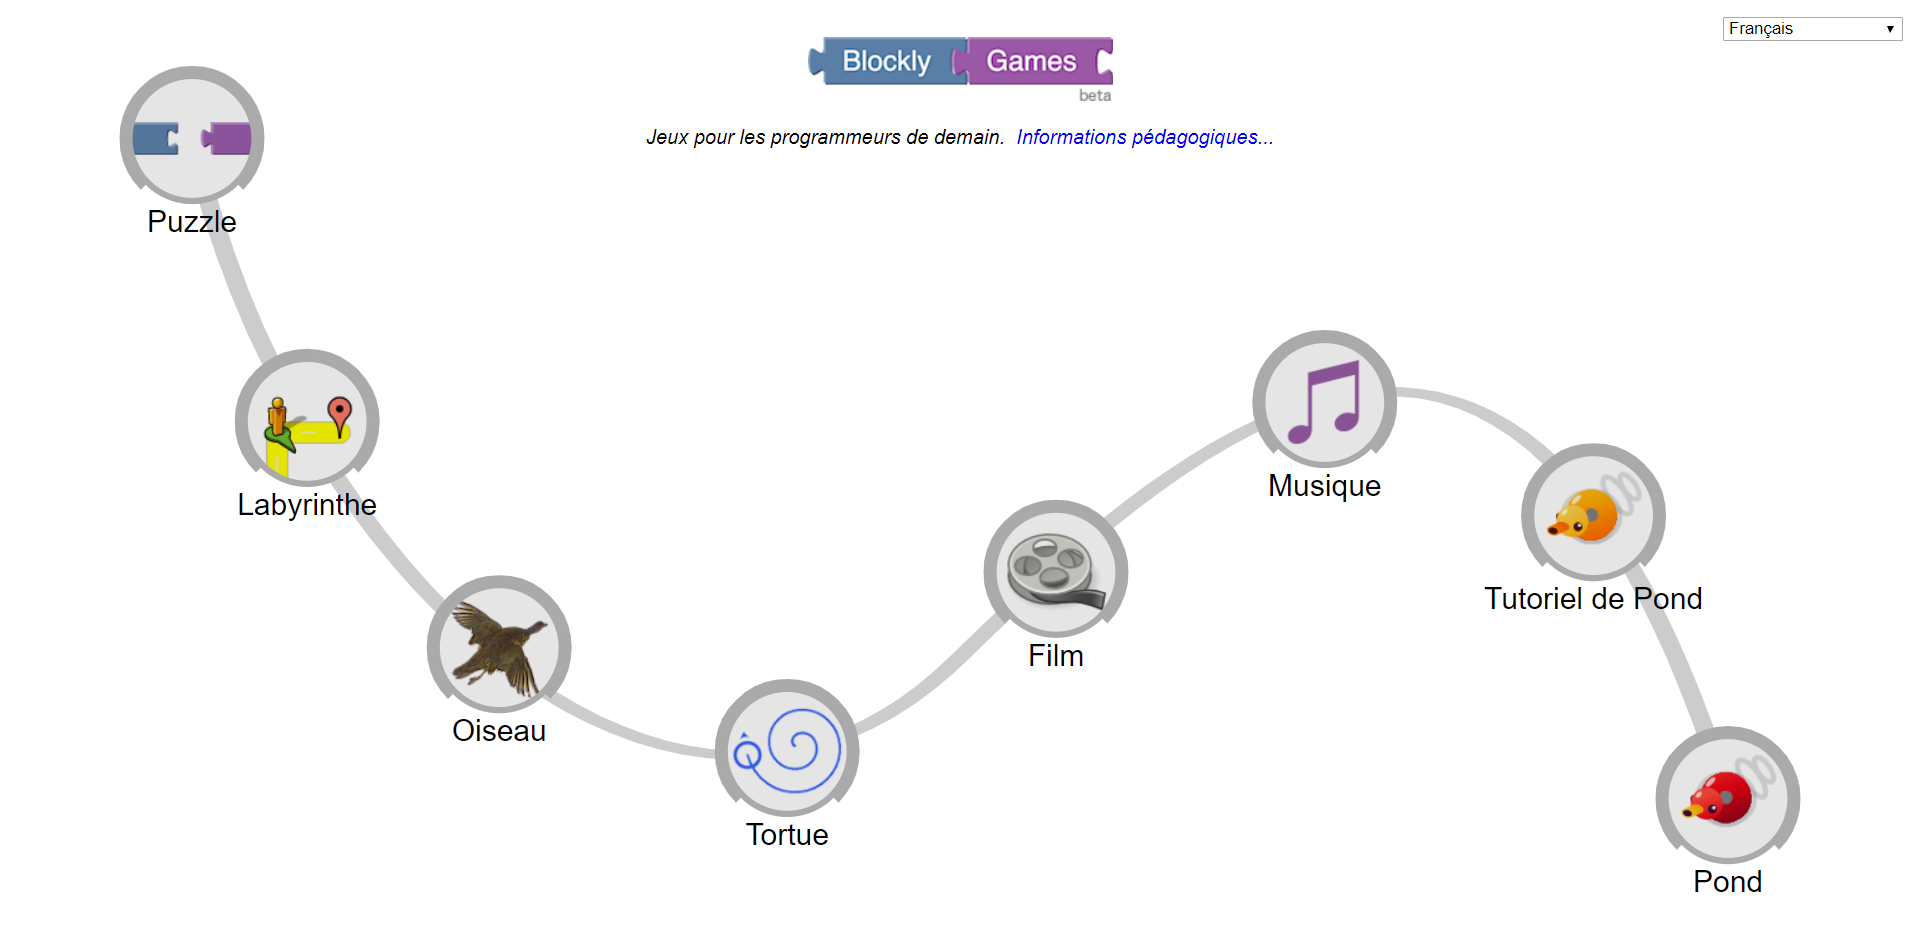 Français
Blockly Games
beta
Jeux pour les programmeurs de demain. Informations pédagogiques...
Puzzle
Labyrinthe
Oiseau
Tortue
Film
Musique
Tutoriel de Pond
Pond